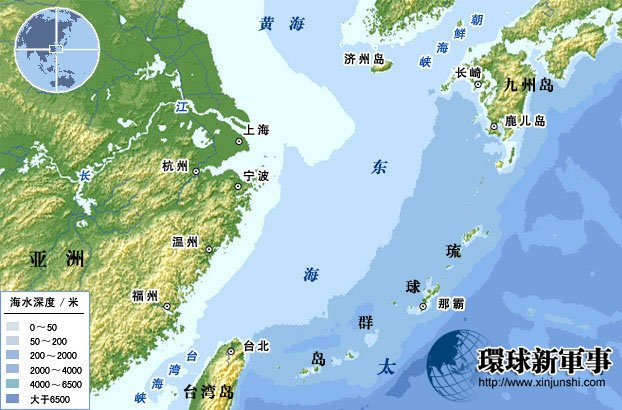 黄海
朝鲜海峡
济州岛
长崎
九州岛
鹿儿岛
长江
上海
杭州
宁波
东海
亚洲
温州
琉球群岛
福州
那霸
海水深度 / 米
0～50
50～200
200～2000
2000～4000
4000～6500
大于6500
台湾海峡
台北
台湾岛
太
環球新軍事
http://www.xinjunshi.com